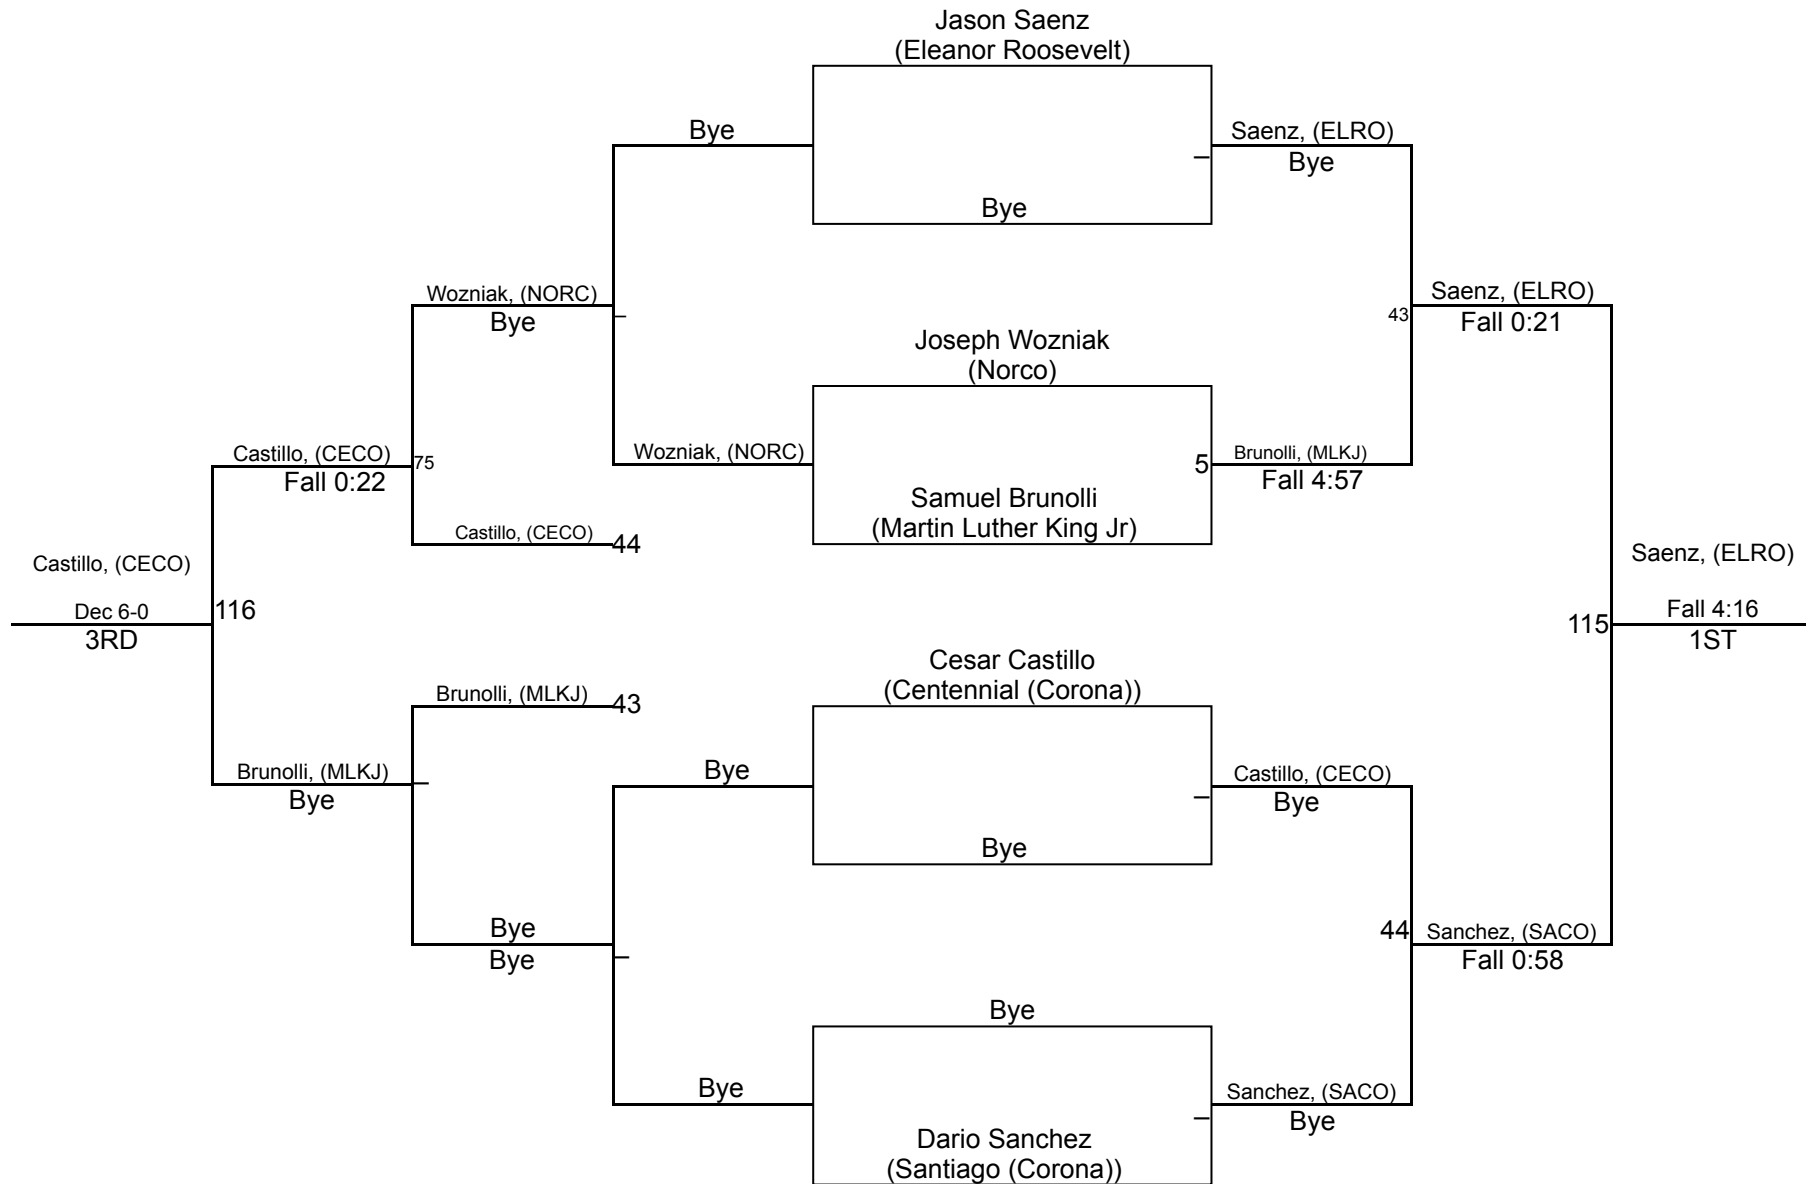 Jason Saenz
(Eleanor Roosevelt)
Bye
Saenz, (ELRO)
Bye
Bye
Wozniak, (NORC)
Bye
Saenz, (ELRO)
43
Fall 0:21
Joseph Wozniak
(Norco)
Castillo, (CECO)
75
Fall 0:22
Wozniak, (NORC)
5
Brunolli, (MLKJ)
Fall 4:57
Samuel Brunolli
(Martin Luther King Jr)
Castillo, (CECO)
44
Castillo, (CECO)
Dec 6-0
3RD
116
Saenz, (ELRO)
115
Fall 4:16
1ST
Cesar Castillo
(Centennial (Corona))
Brunolli, (MLKJ)
43
Brunolli, (MLKJ)
Bye
Bye
Castillo, (CECO)
Bye
Bye
Bye
Bye
44
Sanchez, (SACO)
Fall 0:58
Bye
Bye
Sanchez, (SACO)
Bye
Dario Sanchez
(Santiago (Corona))